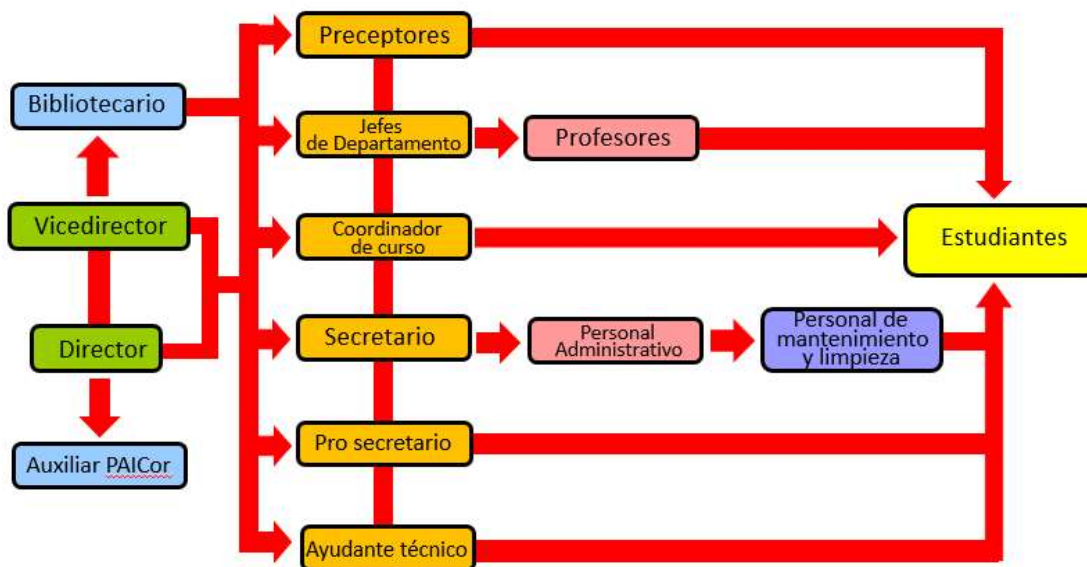 Preceptores
Bibliotecario
Jefes
de Departamento
Profesores
Vicedirector
Coordinador
de curso
Estudiantes
Director
Secretario
Personal
Administrativo
Personal de
mantenimiento
y limpieza
Auxiliar PAICor
Pro secretario
Ayudante técnico